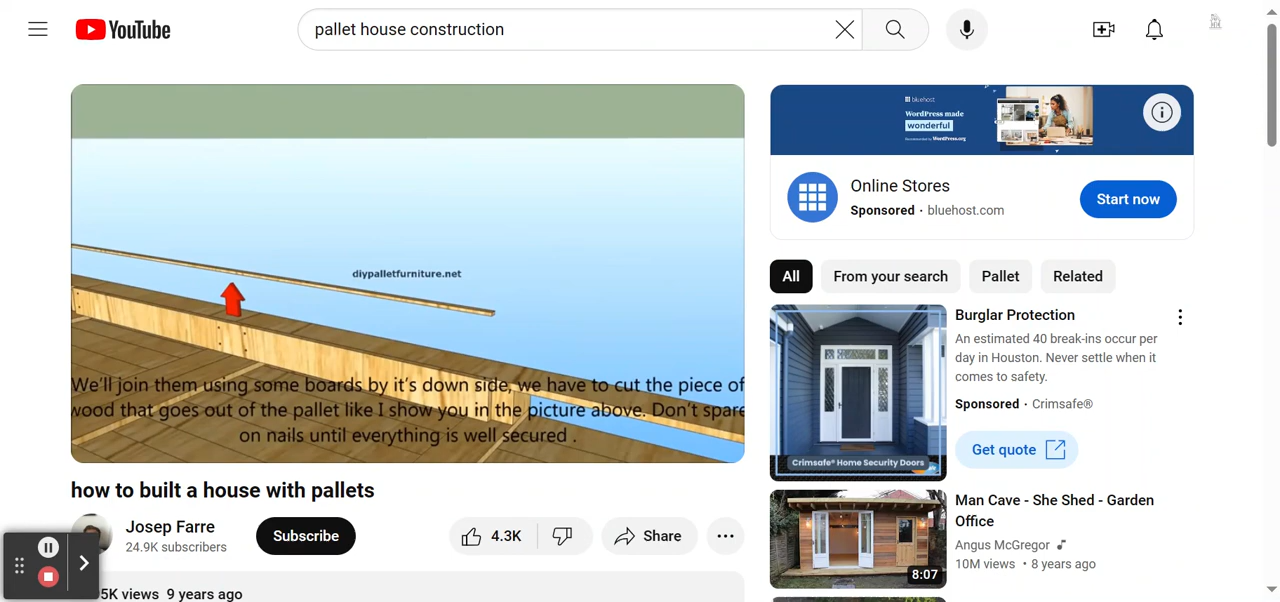 YouTube
pallet house construction
diypalletfurniture.net
We'll join them using some boards by it's down side, we have to cut the piece of
wood that goes out of the pallet like I show you in the picture above. Don't spare
on nails until everything is well secured .
how to built a house with pallets
Josep Farre
24.9K subscribers
Subscribe
4.3K
Share
5K views 9 years ago
bluehost
WordPress made
wonderful
WordPress.org
Online Stores
Sponsored · bluehost.com
Start now
All
From your search
Pallet
Related
Crimsafe® Home Security Doors
Burglar Protection
An estimated 40 break-ins occur per
day in Houston. Never settle when it
comes to safety.
Sponsored · Crimsafe®
Get quote
8:07
Man Cave - She Shed - Garden
Office
Angus McGregor
10M views · 8 years ago